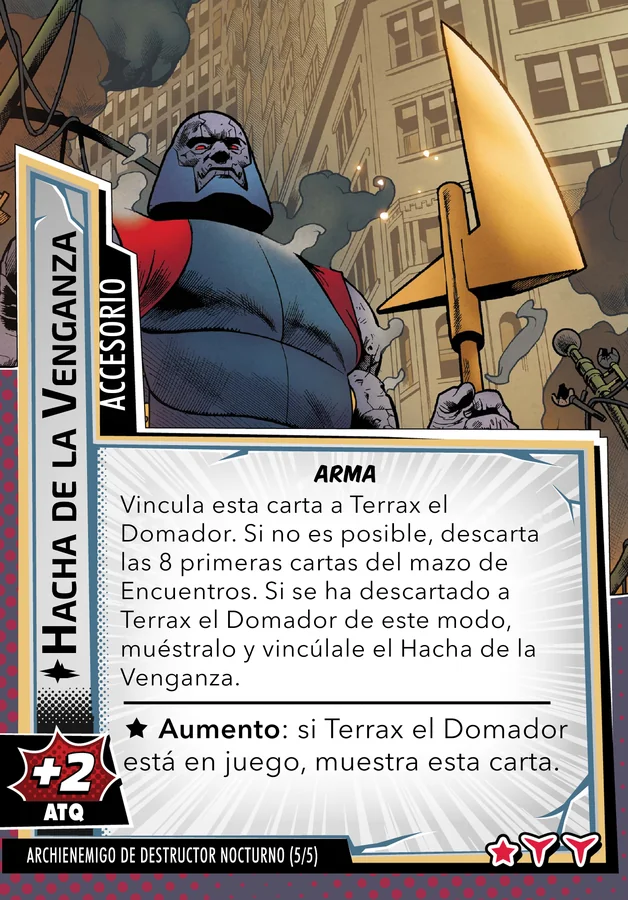 ✦HACHA DE LA VENGANZA
ACCESORIO
ARMA
Vincula esta carta a Terrax el
Domador. Si no es posible, descarta
las 8 primeras cartas del mazo de
Encuentros. Si se ha descartado a
Terrax el Domador de este modo,
muéstralo y vincúlale el Hacha de la
Venganza.
★ Aumento: si Terrax el Domador
está en juego, muestra esta carta.
+2
ATQ
ARCHIENEMIGO DE DESTRUCTOR NOCTURNO (5/5)